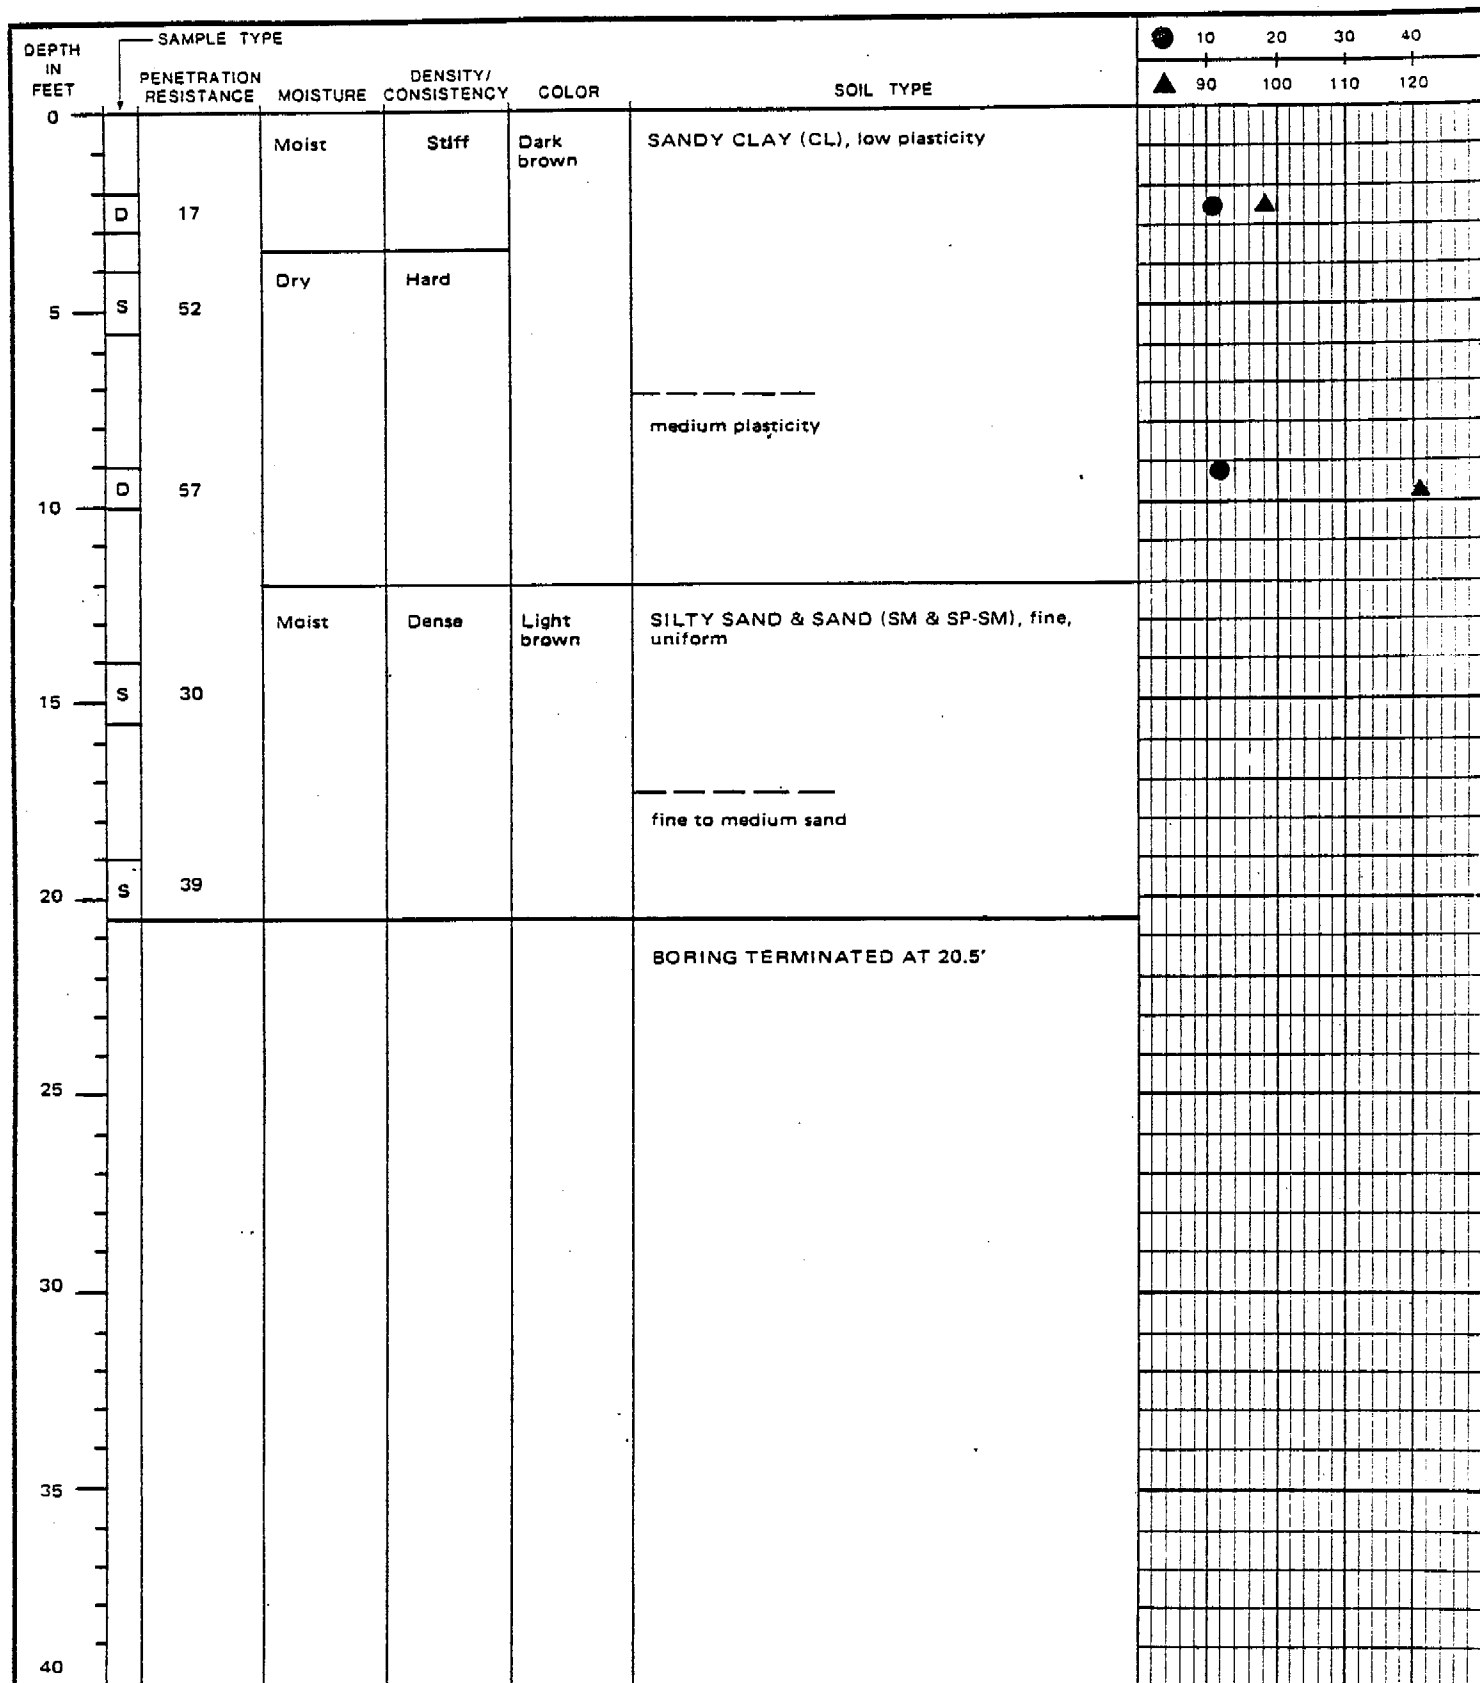 SAMPLE TYPE
DEPTH
IN
FEET
PENETRATION
RESISTANCE
MOISTURE
DENSITY/
CONSISTENCY
COLOR
SOIL TYPE
10 20 30 40
90 100 110 120
0
Moist
Stiff
Dark
brown
SANDY CLAY (CL), low plasticity
D
17
Dry
Hard
5
S
52
medium plasticity
D
57
10
Moist
Dense
Light
brown
SILTY SAND & SAND (SM & SP-SM), fine,
uniform
15
S
30
fine to medium sand
20
S
39
BORING TERMINATED AT 20.5'
25
30
35
40